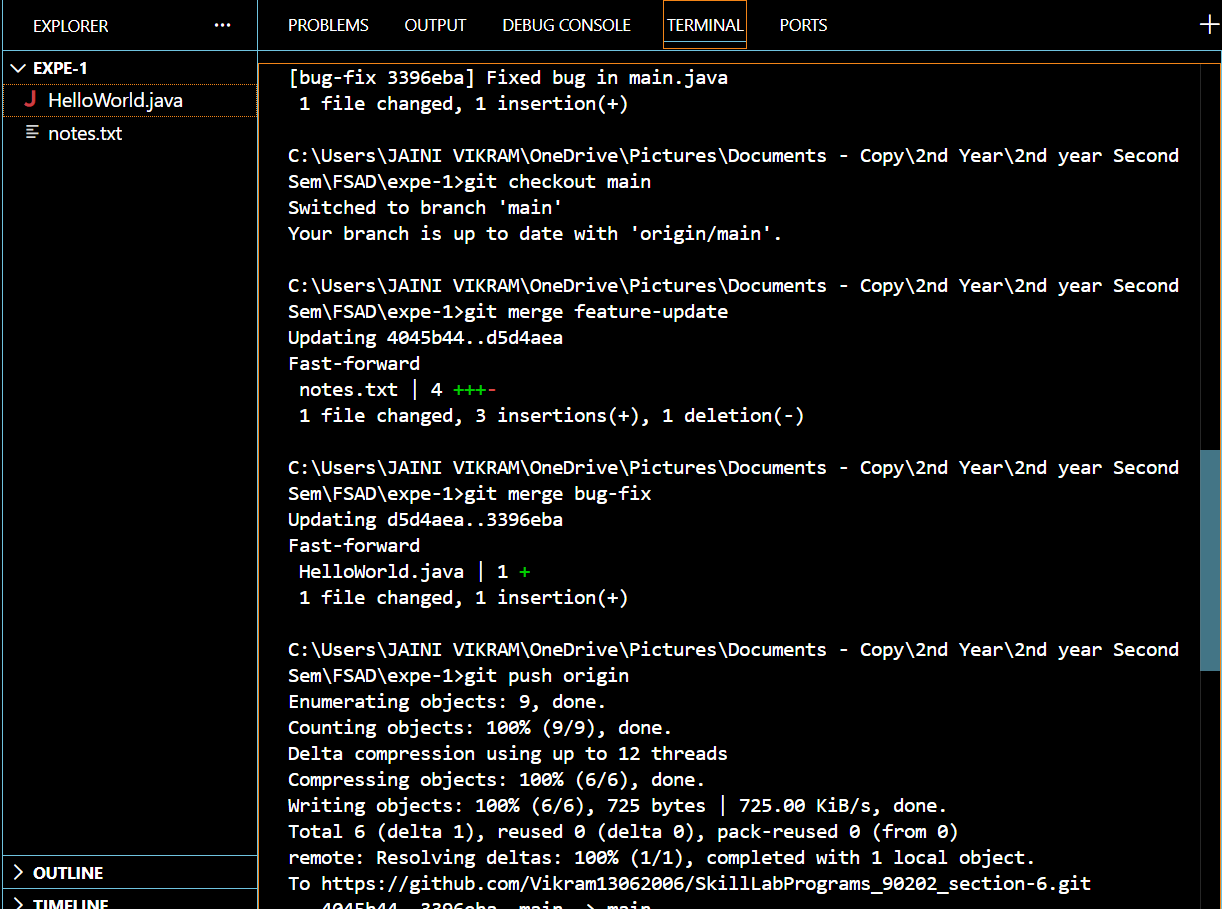 EXPLORER
PROBLEMS OUTPUT DEBUG CONSOLE TERMINAL PORTS
EXPE-1
HelloWorld.java
notes.txt
[bug-fix 3396eba] Fixed bug in main.java
1 file changed, 1 insertion(+)
C:\Users\JAINI VIKRAM\OneDrive\Pictures\Documents - Copy\2nd Year\2nd year Second
Sem\FSAD\expe-1>git checkout main
Switched to branch 'main'
Your branch is up to date with 'origin/main'.
C:\Users\JAINI VIKRAM\OneDrive\Pictures\Documents - Copy\2nd Year\2nd year Second
Sem\FSAD\expe-1>git merge feature-update
Updating 4045b44..d5d4aea
Fast-forward
notes.txt | 4 +++-
1 file changed, 3 insertions(+), 1 deletion(-)
C:\Users\JAINI VIKRAM\OneDrive\Pictures\Documents - Copy\2nd Year\2nd year Second
Sem\FSAD\expe-1>git merge bug-fix
Updating d5d4aea..3396eba
Fast-forward
HelloWorld.java | 1 +
1 file changed, 1 insertion(+)
C:\Users\JAINI VIKRAM\OneDrive\Pictures\Documents - Copy\2nd Year\2nd year Second
Sem\FSAD\expe-1>git push origin
Enumerating objects: 9, done.
Counting objects: 100% (9/9), done.
Delta compression using up to 12 threads
Compressing objects: 100% (6/6), done.
Writing objects: 100% (6/6), 725 bytes | 725.00 KiB/s, done.
Total 6 (delta 1), reused 0 (delta 0), pack-reused 0 (from 0)
remote: Resolving deltas: 100% (1/1), completed with 1 local object.
To https://github.com/Vikram13062006/SkillLabPrograms_90202_section-6.git
4045b44..3396eba main -> main
OUTLINE
TIMELINE